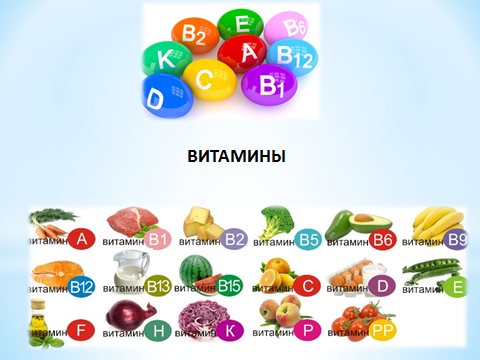 B2 E B6
K A B12
D C B1
ВИТАМИНЫ
витамин A витамин B1 витамин B2 витамин B5 витамин B6 витамин B9
витамин B12 витамин B13 витамин B15 витамин C витамин D витамин E
витамин F витамин H витамин K витамин P витамин PP